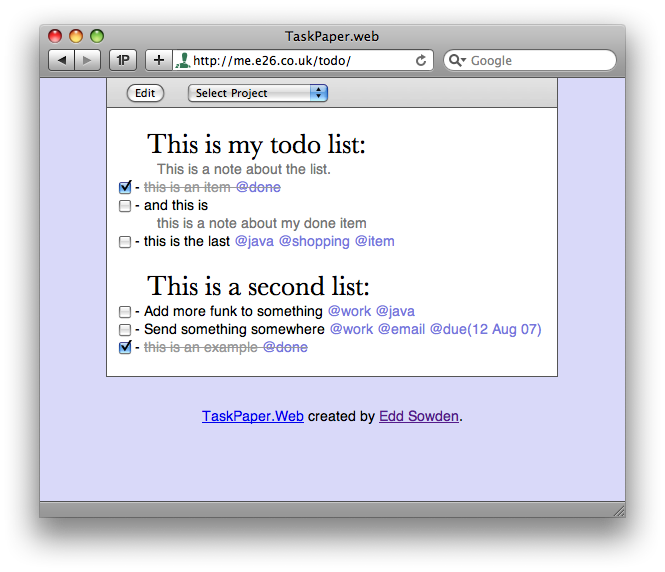 TaskPaper.web
1P
http://me.e26.co.uk/todo/
Google
Edit
Select Project
This is my todo list:
This is a note about the list.
- this is an item @done
- and this is
this is a note about my done item
- this is the last @java @shopping @item
This is a second list:
- Add more funk to something @work @java
- Send something somewhere @work @email @due(12 Aug 07)
- this is an example @done
TaskPaper.Web created by Edd Sowden.